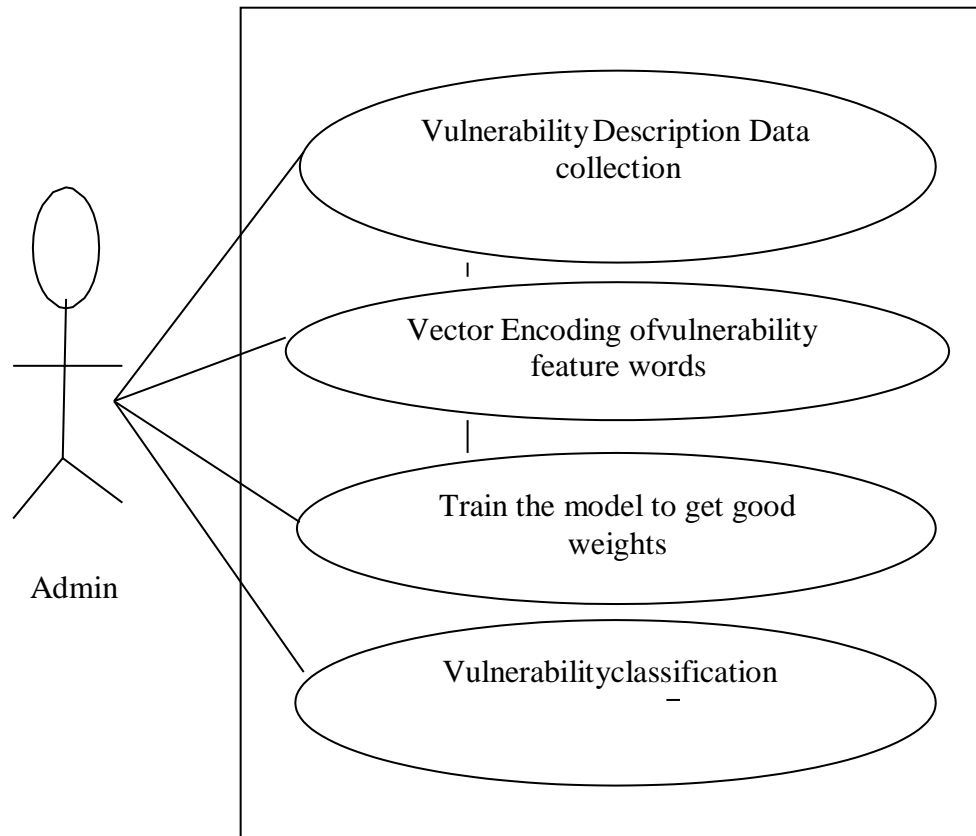 Vulnerability Description Data
collection
Vector Encoding ofvulnerability
feature words
Train the model to get good
weights
Admin
Vulnerabilityclassification